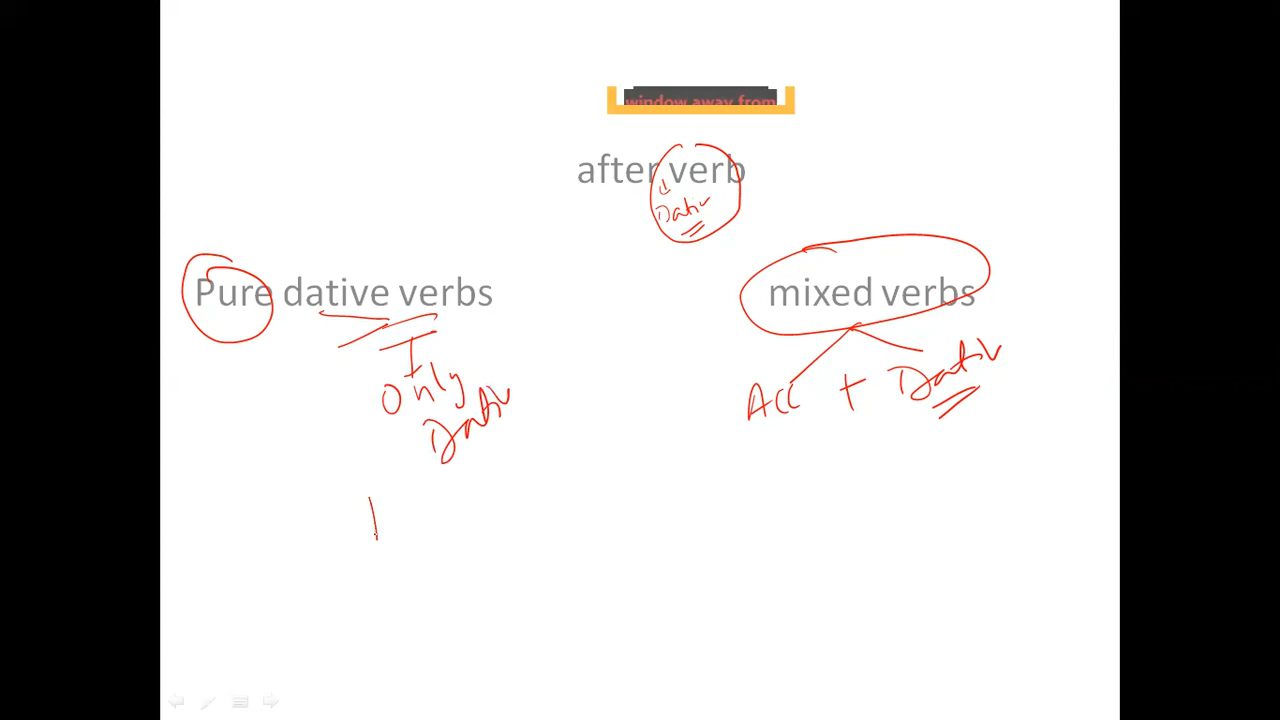 window away from
after verb
Dativ
Pure dative verbs
mixed verbs
Only
Dativ
Acc + Dativ